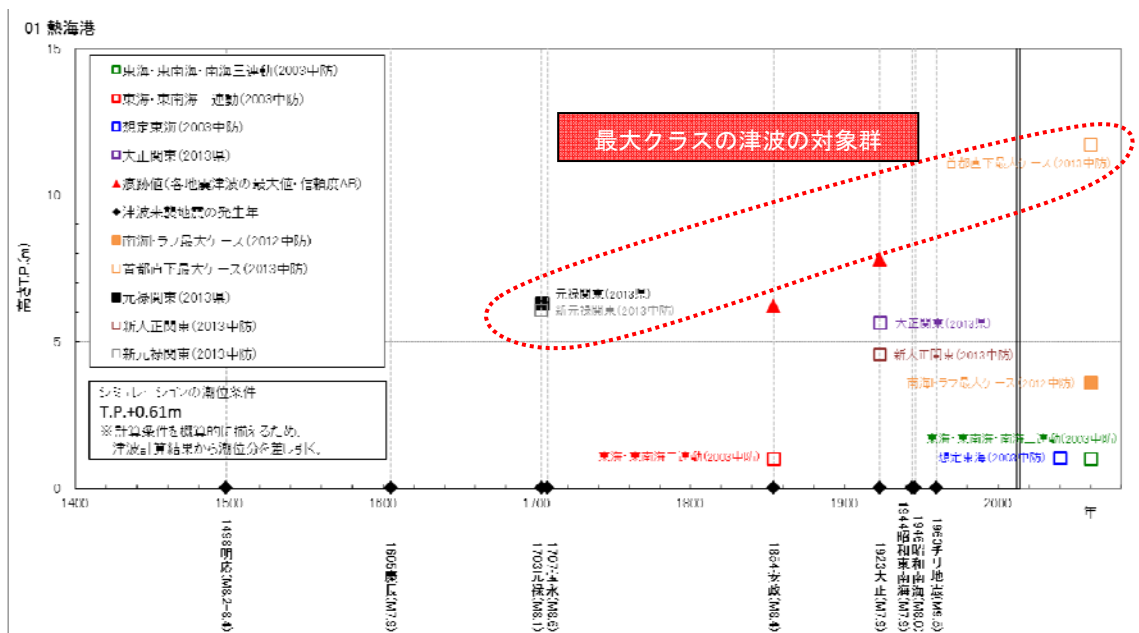 01 熱海港
15
10
5
0
高さT.P.(m)
東海・東南海・南海三連動(2003中防)
東海・東南海二連動(2003中防)
想定東海(2003中防)
大正関東(2013県)
痕跡値(各地震津波の最大値・信頼度AB)
津波来襲地震の発生年
南海トラフ最大ケース(2012中防)
首都直下最大ケース(2013中防)
元禄関東(2013県)
新大正関東(2013中防)
新元禄関東(2013中防)
シミュレーションの潮位条件
T.P.+0.61m
※計算条件を概算的に揃えるため、
津波計算結果から潮位分を差し引く。
最大クラスの津波の対象群
首都直下最大ケース(2013中防)
元禄関東(2013県)
新元禄関東(2013中防)
大正関東(2013県)
新大正関東(2013中防)
南海トラフ最大ケース(2012中防)
東海・東南海・南海三連動(2003中防)
東海・東南海二連動(2003中防)
想定東海(2003中防)
1400
1500
1600
1700
1800
1900
2000
年
1498明応(M8.2-8.4)
1605慶長(M7.9)
1703元禄(M8.1)
1707宝永(M8.6)
1854安政(M8.4)
1923大正(M7.9)
1944昭和東南海(M7.9)
1946昭和南海(M8.0)
1960チリ地震(M9.5)